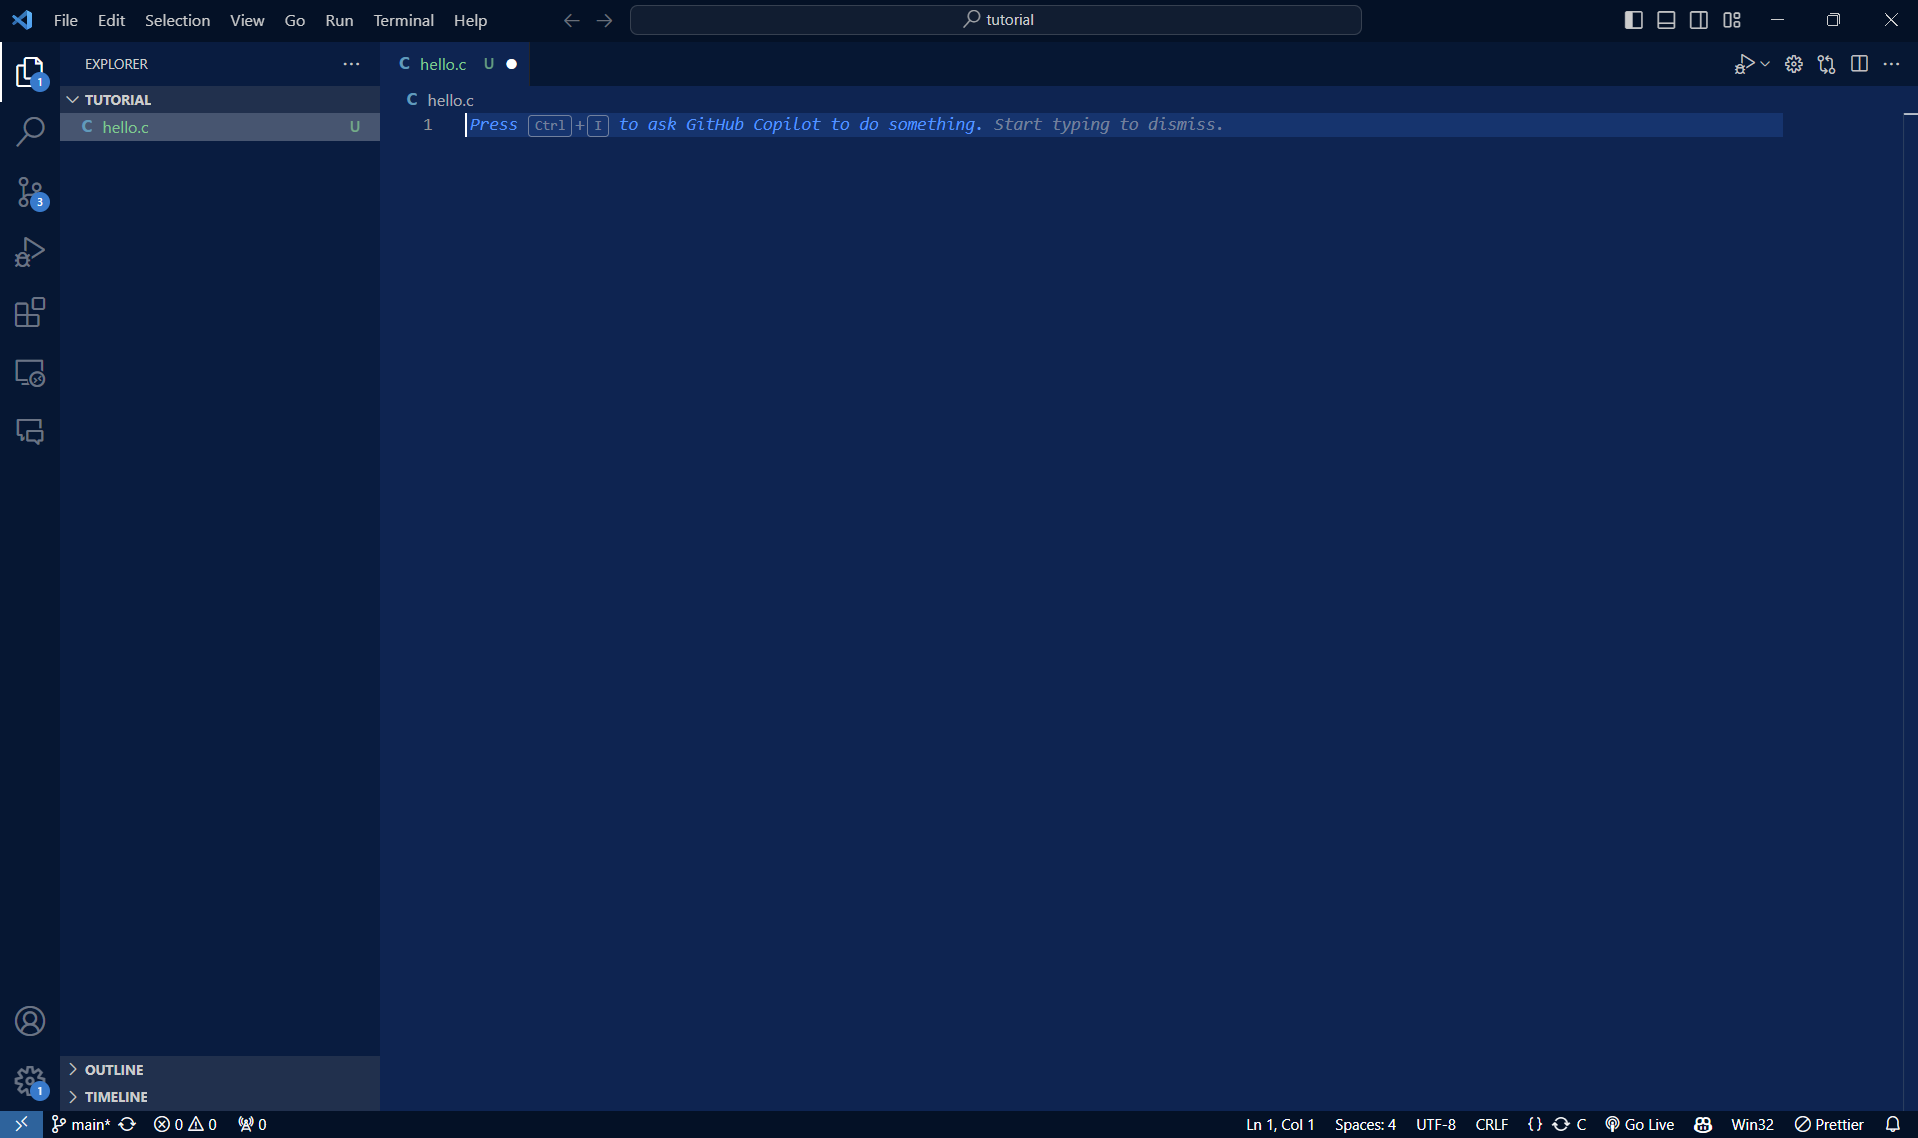 File Edit Selection View Go Run Terminal Help
tutorial
EXPLORER
hello.c U
TUTORIAL
hello.c
hello.c U
1 Press Ctrl+I to ask GitHub Copilot to do something. Start typing to dismiss.
1
3
1
OUTLINE
TIMELINE
main* 0 0 0 Ln 1, Col 1 Spaces: 4 UTF-8 CRLF {} C Go Live Win32 Prettier